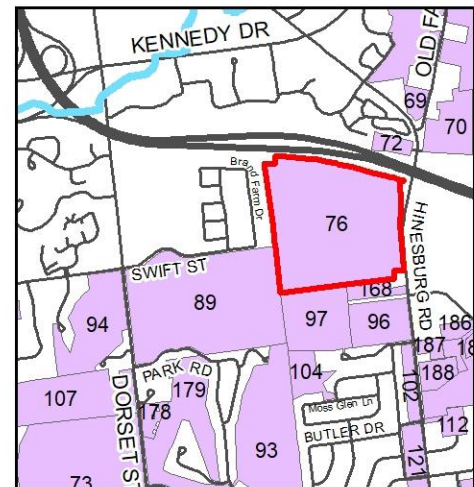 KENNEDY DR
OLD FA
69
70
72
Brand Farm Dr
76
HINESBURG RD
SWIFT ST
168
89
97
96
186
94
187
18
PARK RD
104
188
107
179
102
178
Moss Glen Ln
112
DORSET ST
BUTLER DR
93
121
73